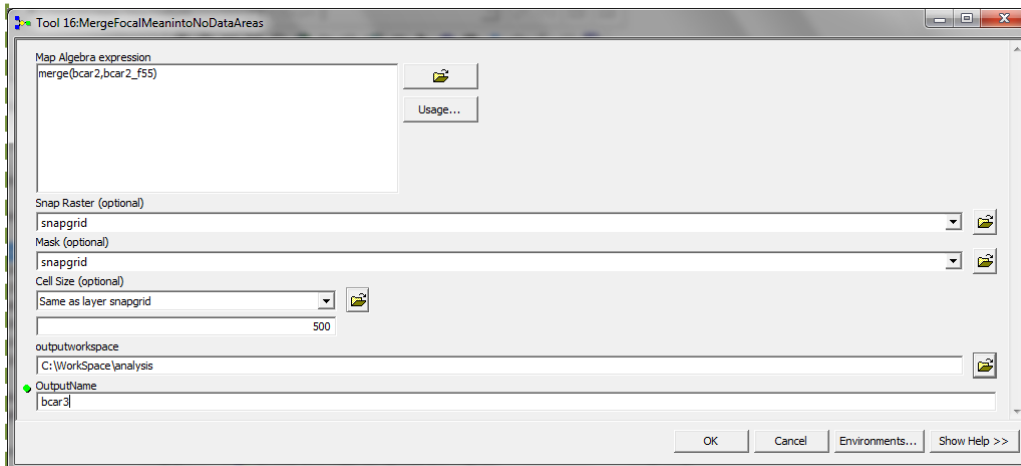 Tool 16:MergeFocalMeanintoNoDataAreas
Map Algebra expression
merge(bcar2,bcar2_f55)
Usage...
Snap Raster (optional)
snapgrid
Mask (optional)
snapgrid
Cell Size (optional)
Same as layer snapgrid
500
outputworkspace
C:\WorkSpace\analysis
OutputName
bcar3
OK Cancel Environments... Show Help >>